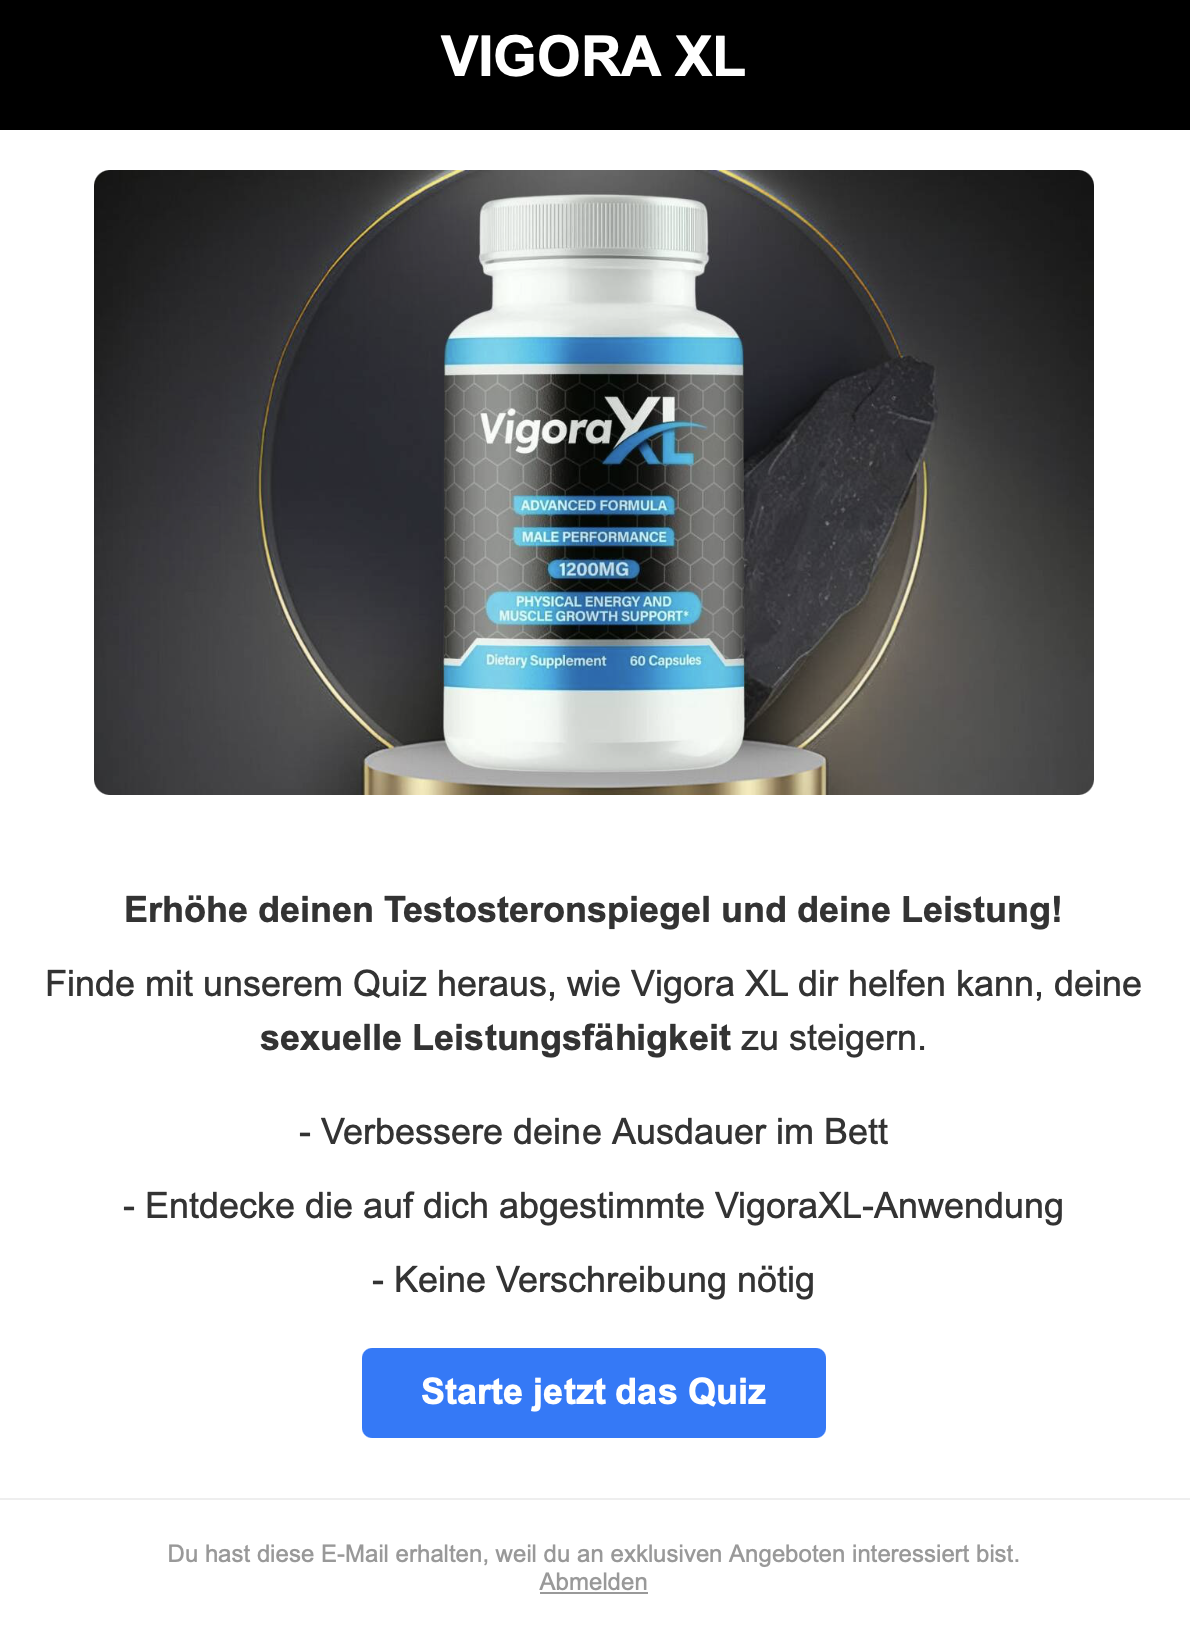 VIGORA XL
VigoraXL
ADVANCED FORMULA
MALE PERFORMANCE
1200MG
PHYSICAL ENERGY AND
MUSCLE GROWTH SUPPORT*
Dietary Supplement 60 Capsules
Erhöhe deinen Testosteronspiegel und deine Leistung!
Finde mit unserem Quiz heraus, wie Vigora XL dir helfen kann, deine
sexuelle Leistungsfähigkeit zu steigern.
- Verbessere deine Ausdauer im Bett
- Entdecke die auf dich abgestimmte VigoraXL-Anwendung
- Keine Verschreibung nötig
Starte jetzt das Quiz
Du hast diese E-Mail erhalten, weil du an exklusiven Angeboten interessiert bist.
Abmelden